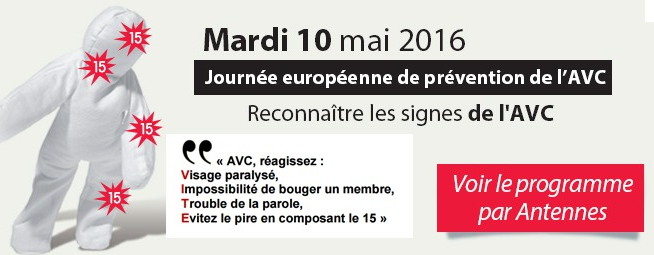 15
15
15
15
Mardi 10 mai 2016
Journée européenne de prévention de l’AVC
Reconnaître les signes de l'AVC
“ « AVC, réagissez :
Visage paralysé,
Impossibilité de bouger un membre,
Trouble de la parole,
Evitez le pire en composant le 15 »
Voir le programme
par Antennes